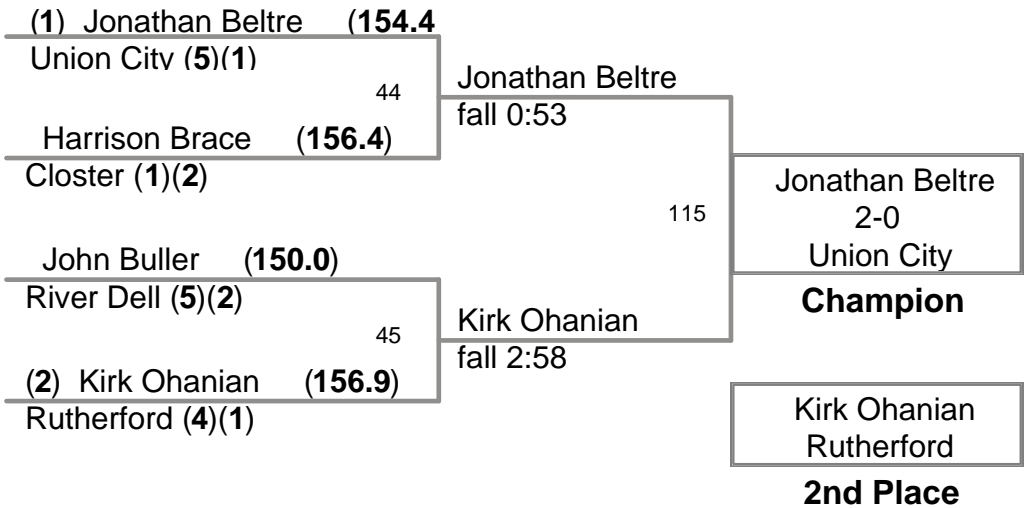 (1) Jonathan Beltre (154.4
Union City (5)(1)
44
Harrison Brace (156.4)
Closter (1)(2)
Jonathan Beltre
fall 0:53
John Buller (150.0)
River Dell (5)(2)
45
(2) Kirk Ohanian (156.9)
Rutherford (4)(1)
Kirk Ohanian
fall 2:58
115
Jonathan Beltre
2-0
Union City
Champion
Kirk Ohanian
Rutherford
2nd Place